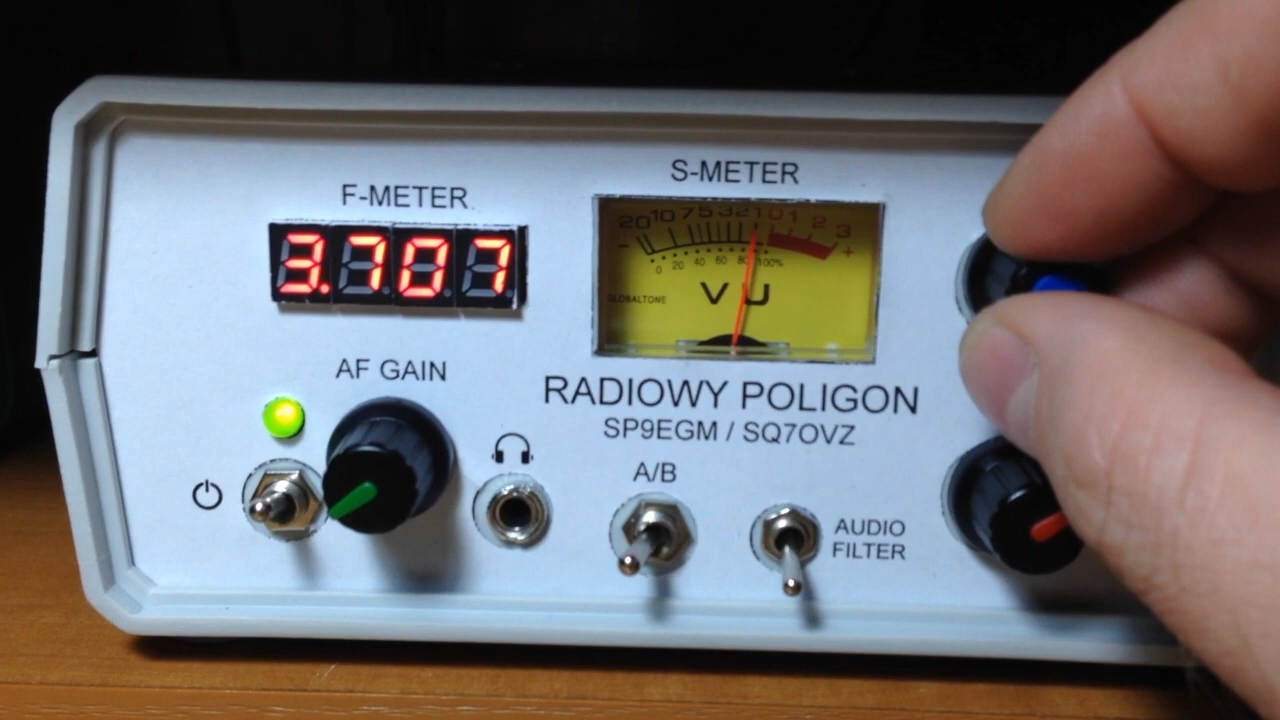 S-METER
F-METER
3.707
20 10 7 5 3 2 1 0 1 2 3
- +
0 20 40 60 80 100%
GLOBALTONE
VU
AF GAIN
RADIOWY POLIGON
SP9EGM / SQ7OVZ
A/B
AUDIO
FILTER